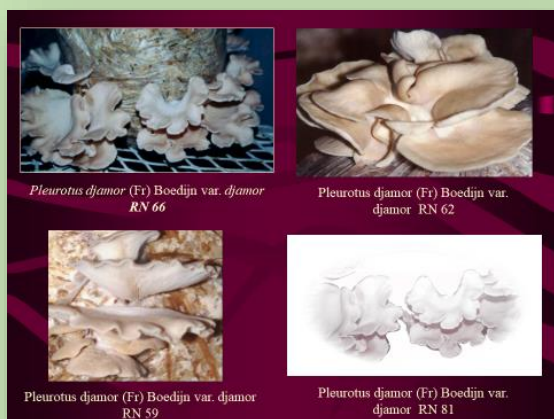 Pleurotus djamor (Fr) Boedijn var. djamor
RN 66
Pleurotus djamor (Fr) Boedijn var.
djamor RN 62
Pleurotus djamor (Fr) Boedijn var. djamor
RN 59
Pleurotus djamor (Fr) Boedijn var.
djamor RN 81